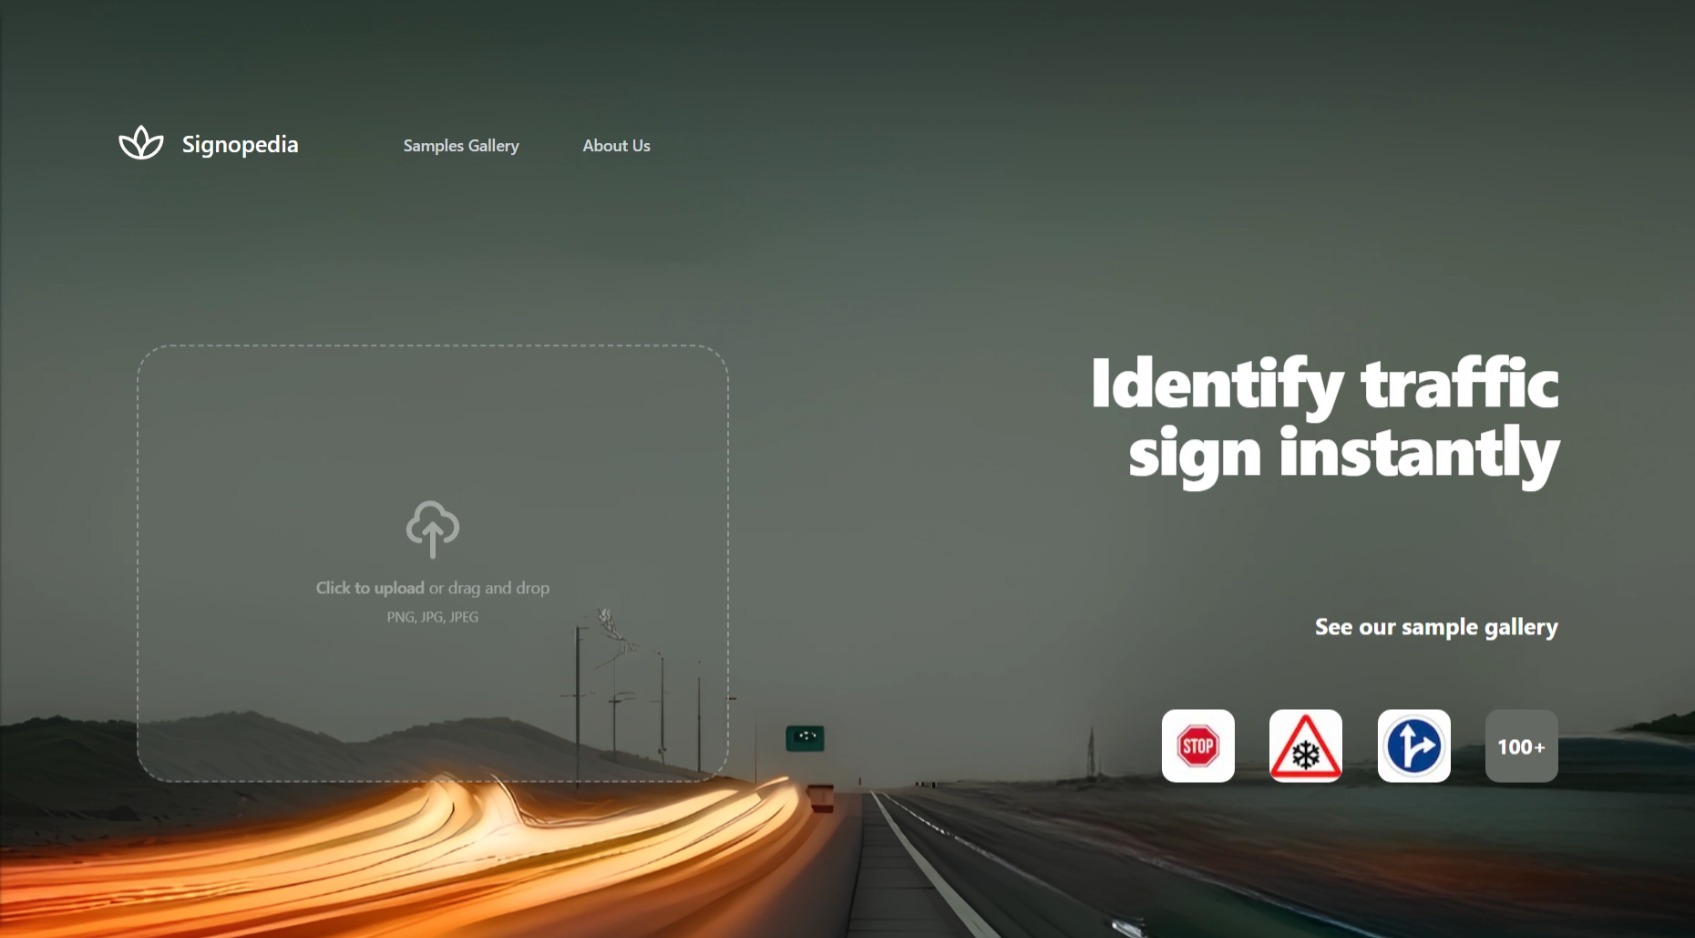 Signopedia
Samples Gallery
About Us
Identify traffic
sign instantly
Click to upload or drag and drop
PNG, JPG, JPEG
See our sample gallery
STOP
100+